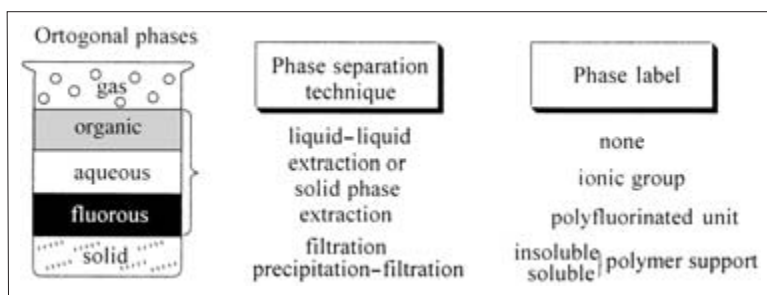 Ortogonal phases
gas
organic
aqueous
fluorous
solid
Phase separation
technique
liquid-liquid
extraction or
solid phase
extraction
filtration
precipitation-filtration
Phase label
none
ionic group
polyfluorinated unit
insoluble
soluble
polymer support